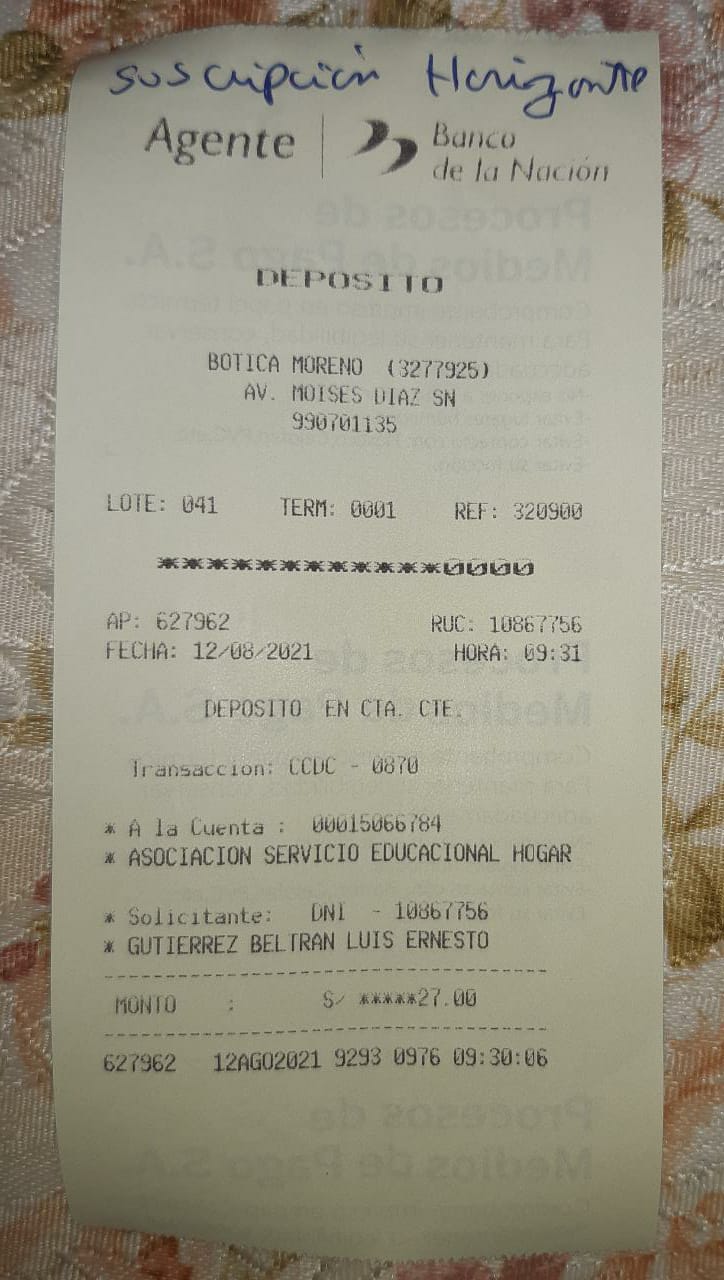 suscripción Horizonte
Agente | Banco
de la Nación
DEPOSITO
BOTICA MORENO (3277925)
AV. MOISES DIAZ SN
990701135
LOTE: 041 TERM: 0001 REF: 320900
************0000
AP: 627962 RUC: 10867756
FECHA: 12/08/2021 HORA: 09:31
DEPOSITO EN CTA. CTE.
Transaccion: CCDC - 0870
* A la Cuenta : 00015066784
* ASOCIACION SERVICIO EDUCACIONAL HOGAR
* Solicitante: DNI - 10867756
* GUTIERREZ BELTRAN LUIS ERNESTO
MONTO : S/ *****27.00
627962 12AGO2021 9293 0976 09:30:06